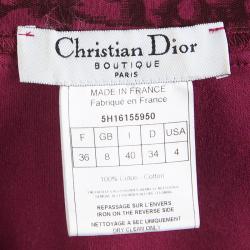 Christian Dior
BOUTIQUE
PARIS
MADE IN FRANCE
Fabriqué en France
5H16155950
F GB I D USA
36 8 40 34 4
100% Coton - Cotton
REPASSAGE SUR L'ENVERS
IRON ON THE REVERSE SIDE
NETTOYAGE A SEC UNIQUEMENT
DRY CLEAN ONLY